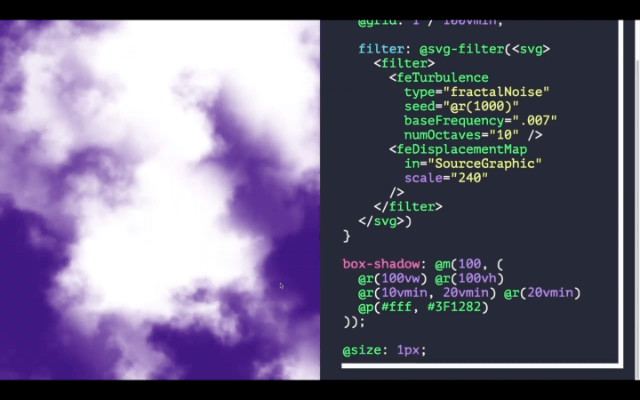 @grid: 1 / 100vmin;
filter: @svg-filter(<svg>
<filter>
<feTurbulence
type="fractalNoise"
seed="@r(1000)"
baseFrequency=".007"
numOctaves="10" />
<feDisplacementMap
in="SourceGraphic"
scale="240"
/>
</filter>
</svg>)
}
box-shadow: @m(100, (
@r(100vw) @r(100vh)
@r(10vmin, 20vmin) @r(20vmin)
@p(#fff, #3F1282)
));
@size: 1px;